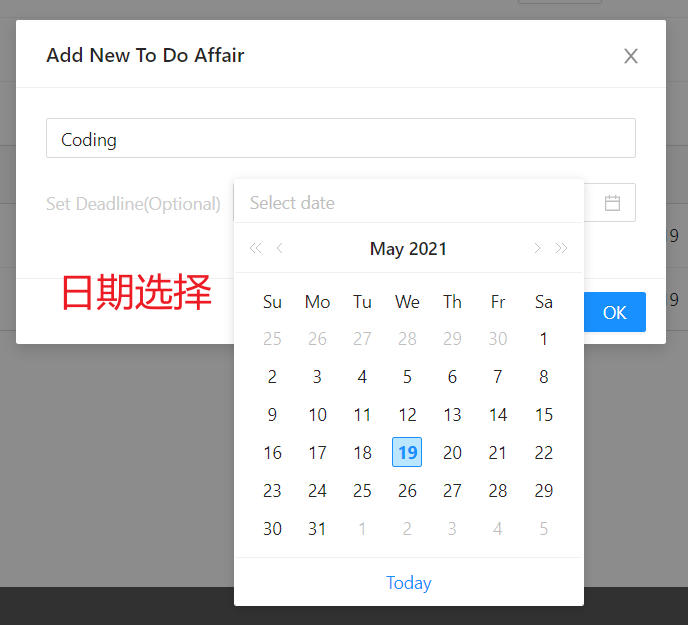 Add New To Do Affair
Coding
Set Deadline(Optional)
Select date
May 2021
日期选择
Su Mo Tu We Th Fr Sa
25 26 27 28 29 30 1
2 3 4 5 6 7 8
9 10 11 12 13 14 15
16 17 18 19 20 21 22
23 24 25 26 27 28 29
30 31 1 2 3 4 5
Today
OK
9
9